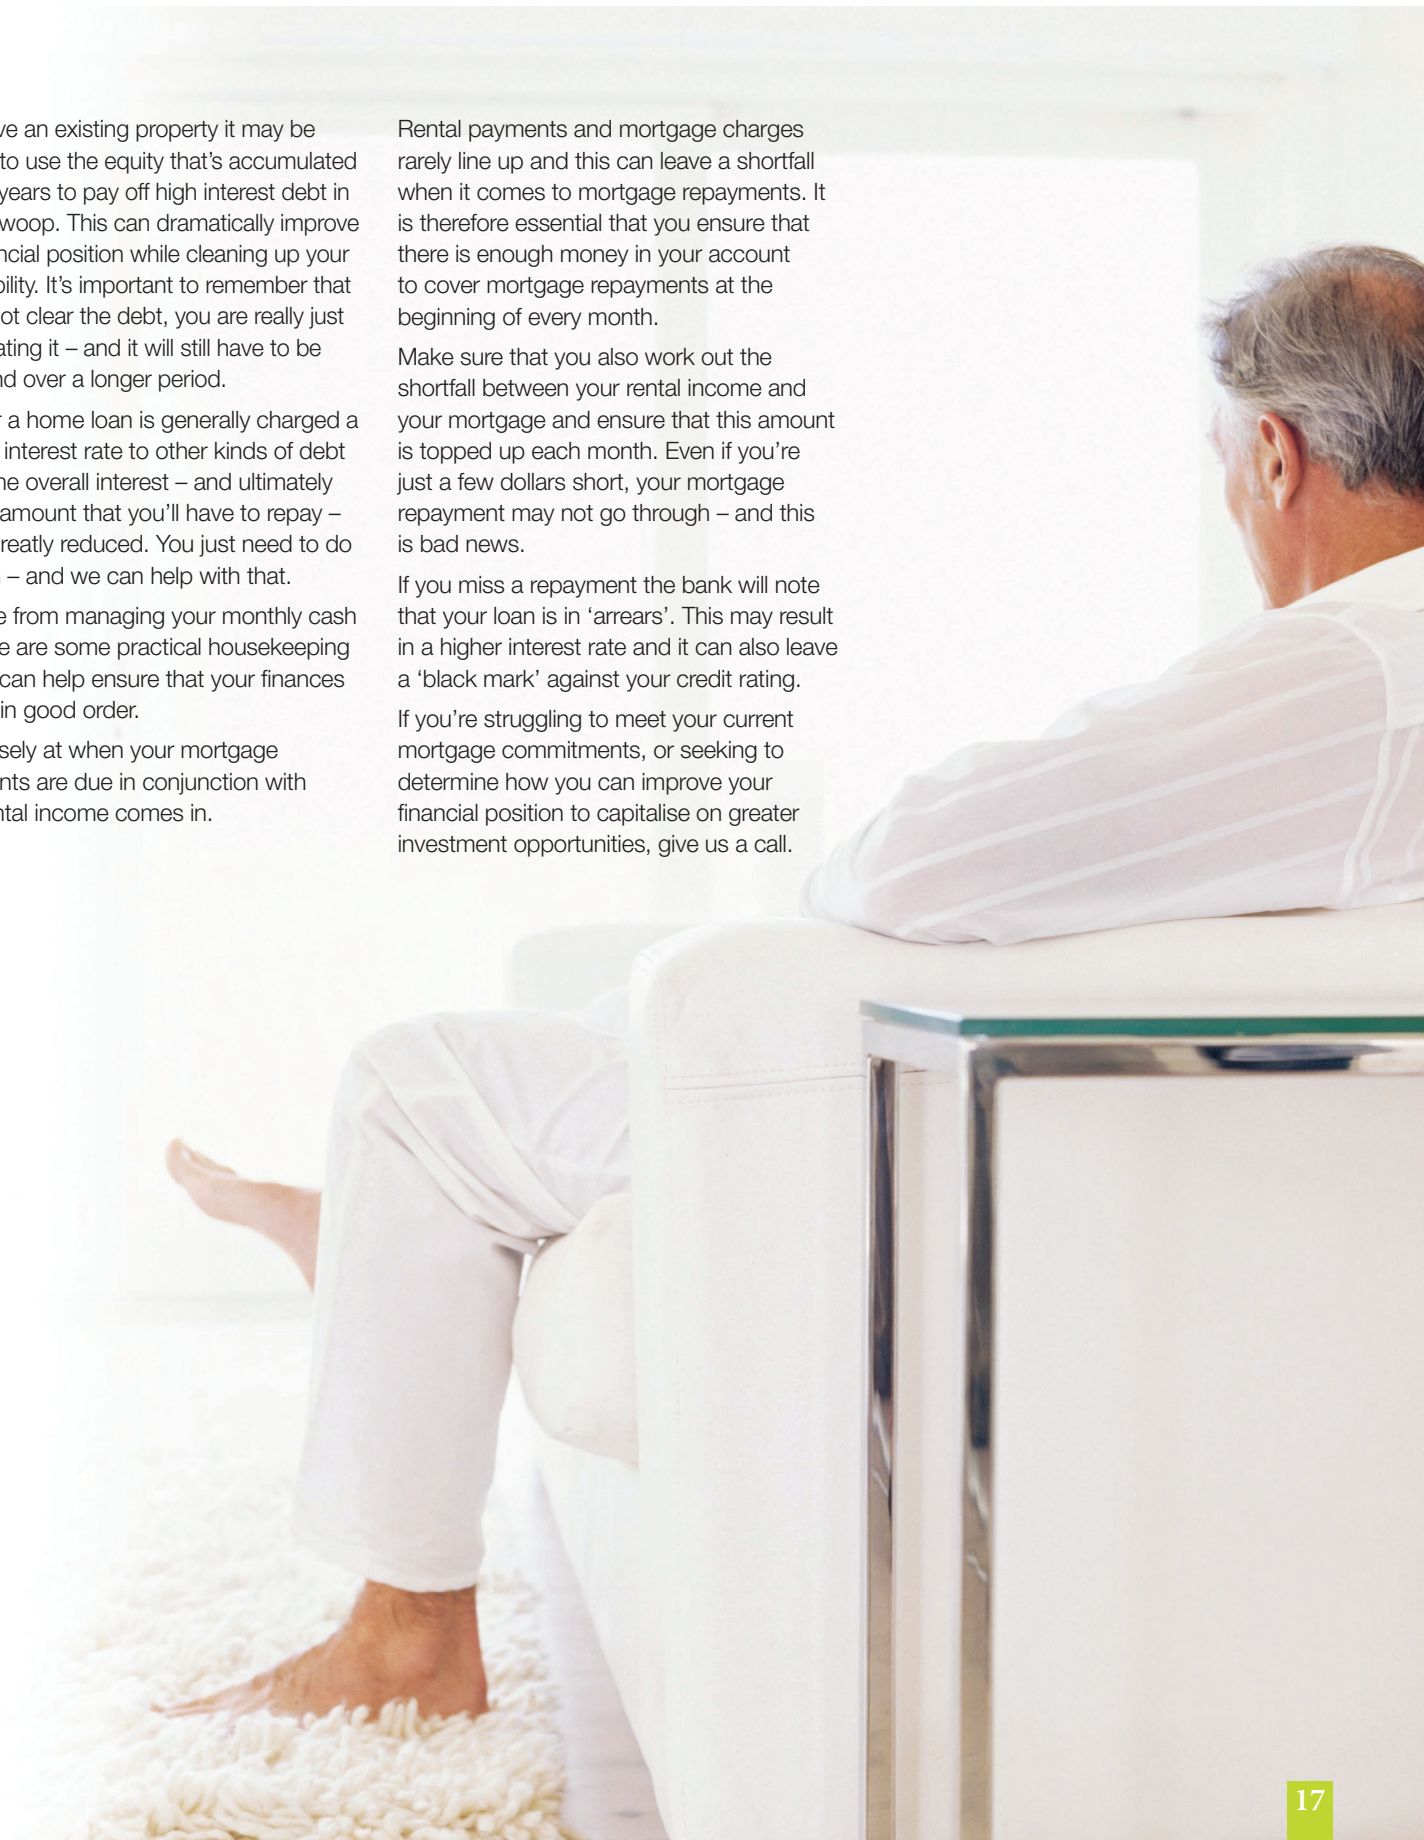 an existing property it may be
to use the equity that's accumulated
years to pay off high interest debt in
woop. This can dramatically improve
ncial position while cleaning up your
bility. It's important to remember that
ot clear the debt, you are really just
ating it – and it will still have to be
nd over a longer period.
a home loan is generally charged a
interest rate to other kinds of debt
he overall interest – and ultimately
amount that you'll have to repay –
reatly reduced. You just need to do
– and we can help with that.
e from managing your monthly cash
e are some practical housekeeping
can help ensure that your finances
in good order.
sely at when your mortgage
nts are due in conjunction with
ntal income comes in.
Rental payments and mortgage charges
rarely line up and this can leave a shortfall
when it comes to mortgage repayments. It
is therefore essential that you ensure that
there is enough money in your account
to cover mortgage repayments at the
beginning of every month.
Make sure that you also work out the
shortfall between your rental income and
your mortgage and ensure that this amount
is topped up each month. Even if you're
just a few dollars short, your mortgage
repayment may not go through – and this
is bad news.
If you miss a repayment the bank will note
that your loan is in ‘arrears’. This may result
in a higher interest rate and it can also leave
a ‘black mark’ against your credit rating.
If you're struggling to meet your current
mortgage commitments, or seeking to
determine how you can improve your
financial position to capitalise on greater
investment opportunities, give us a call.
17